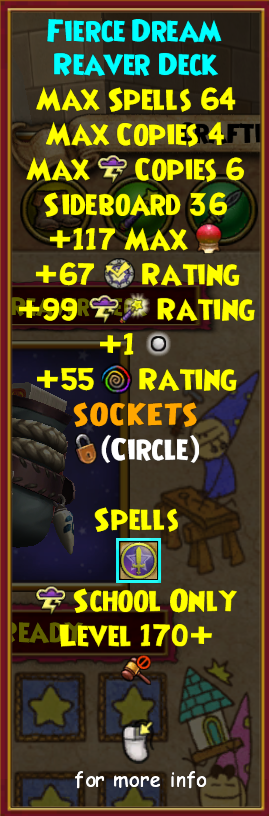 Fierce Dream
Reaver Deck
Max Spells 64
Max Copies 4
Max Copies 6
Sideboard 36
+117 Max
+67 Rating
+99 Rating
+1
+55 Rating
SOCKETS
(Circle)
Spells
School Only
Level 170+
for more info